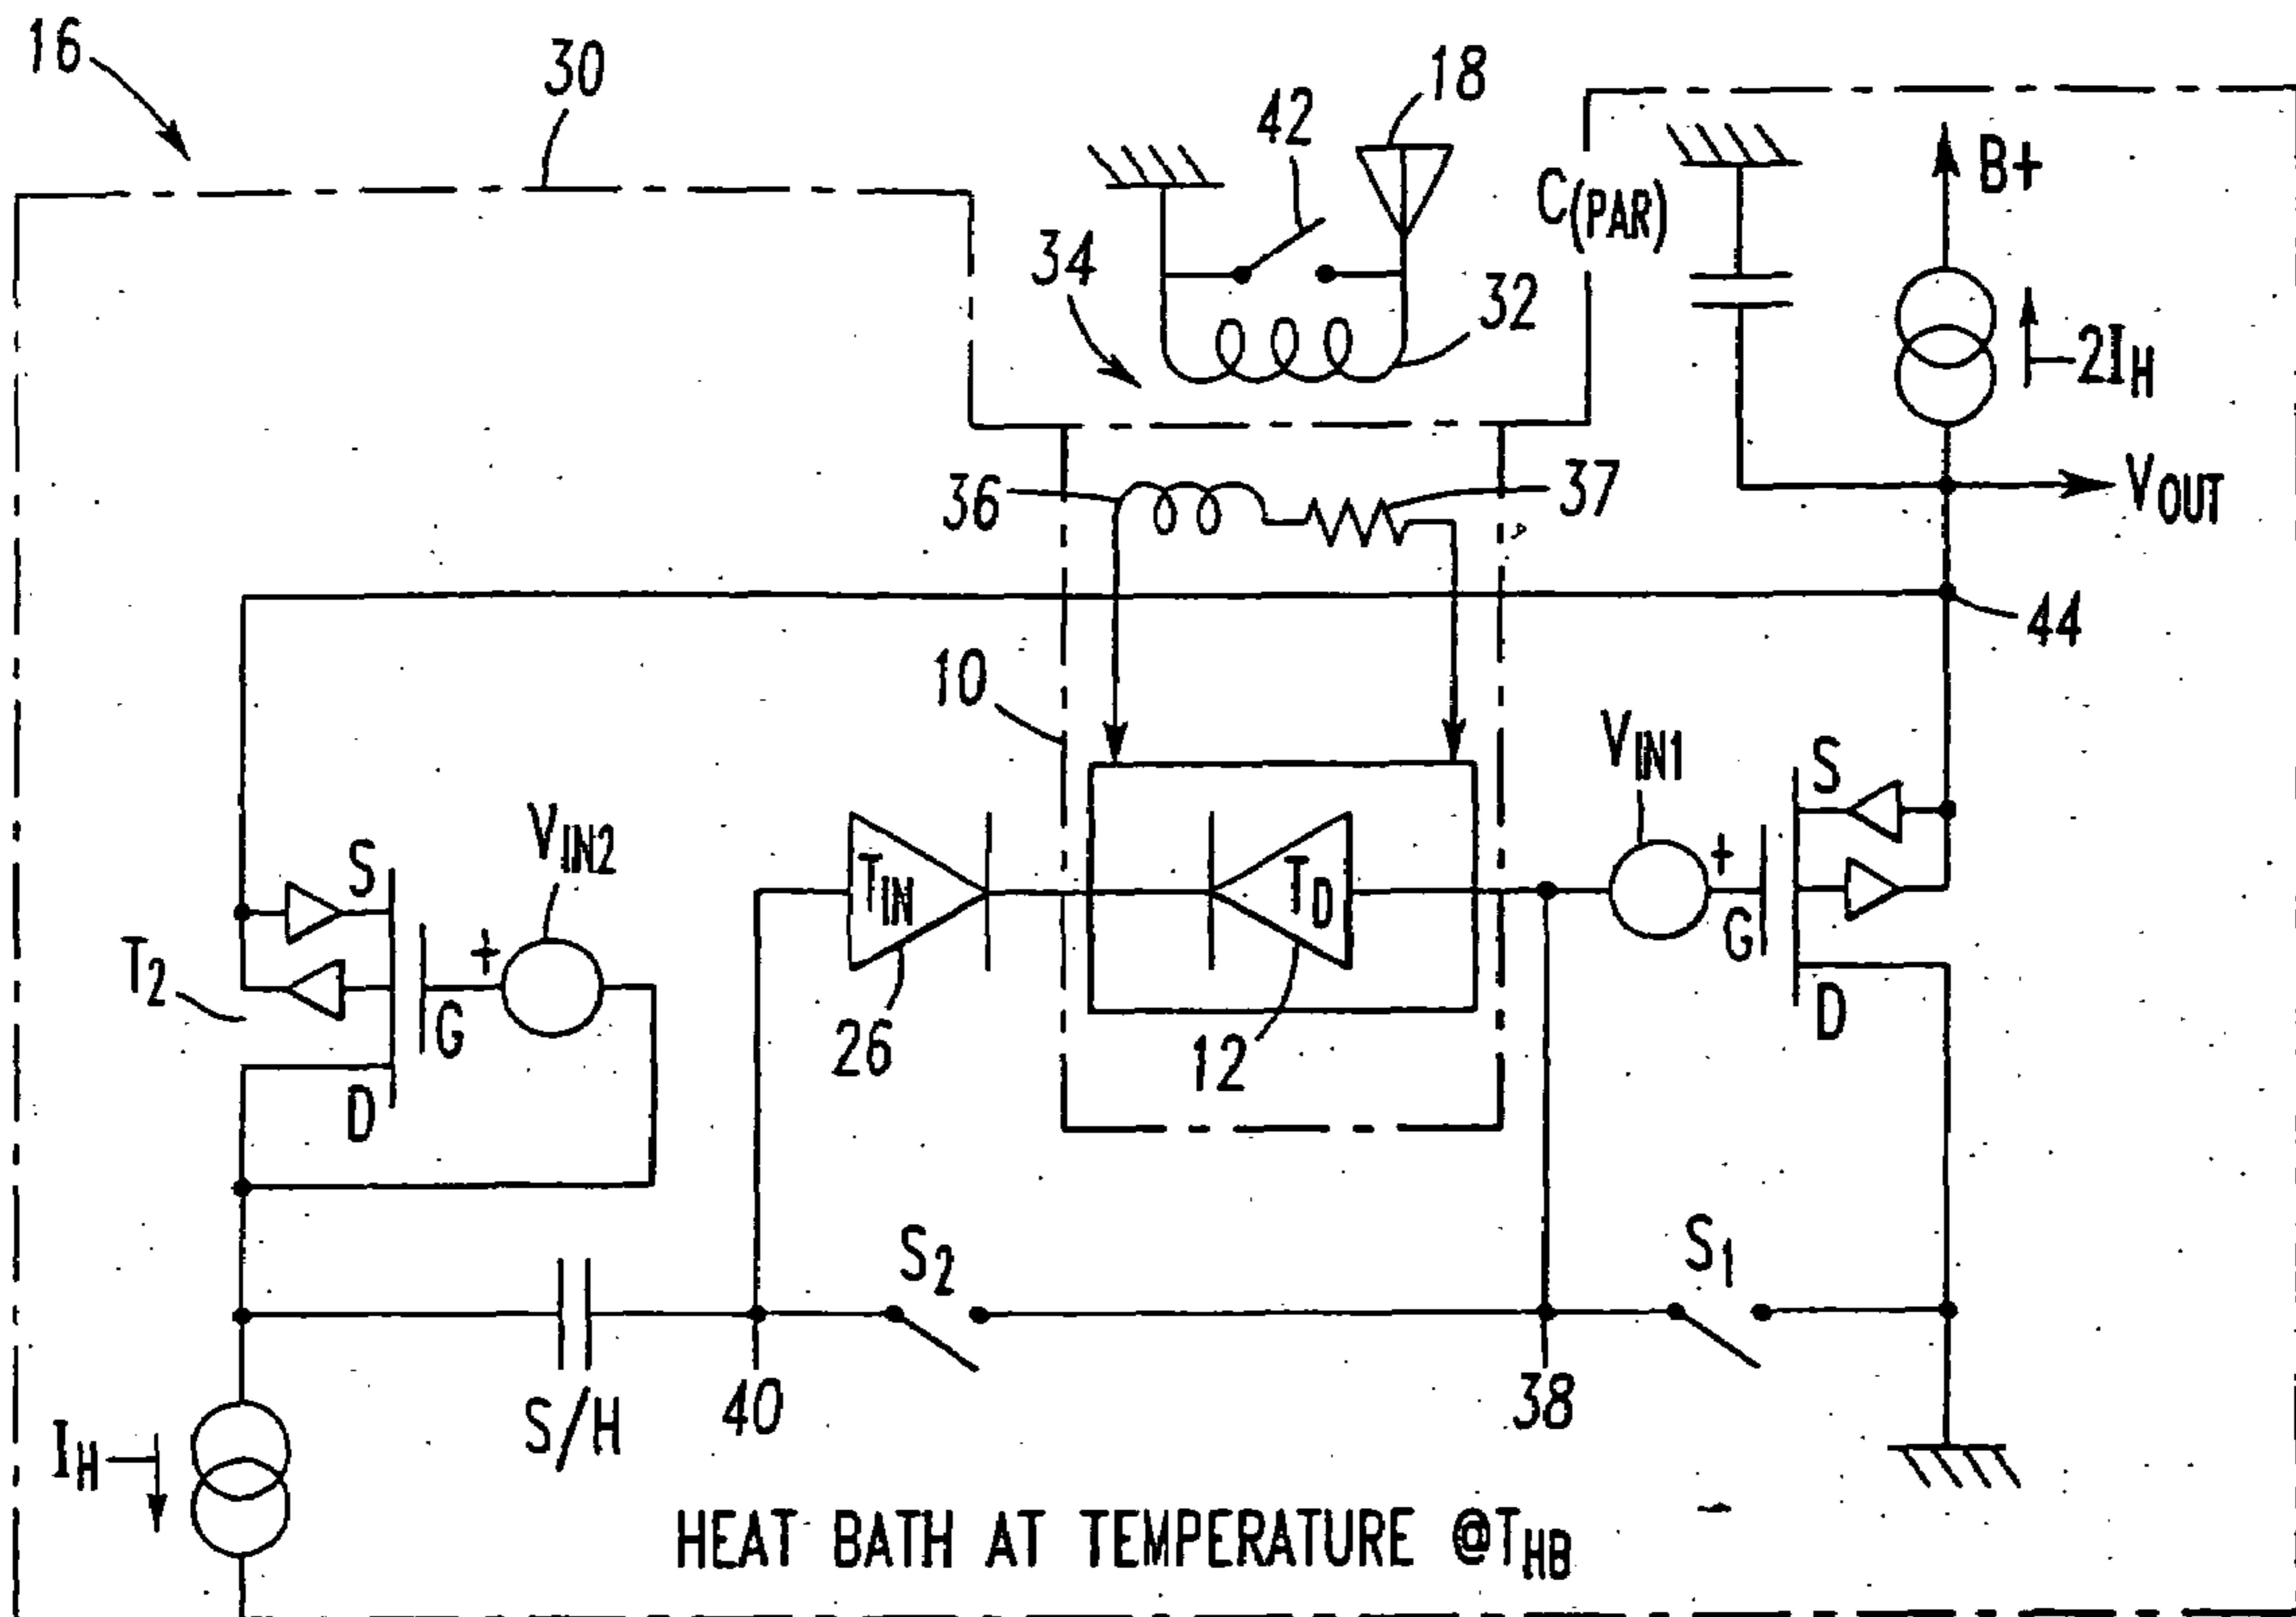 16
30
42
18
C(PAR)
B+
34
32
2IH
36
37
VOUT
44
10
VIN1
S
VIN2
S
+
TIN
TD
+
G
T2
G
D
26
12
D
S2
S1
S/H
40
38
IH
HEAT BATH AT TEMPERATURE @THB